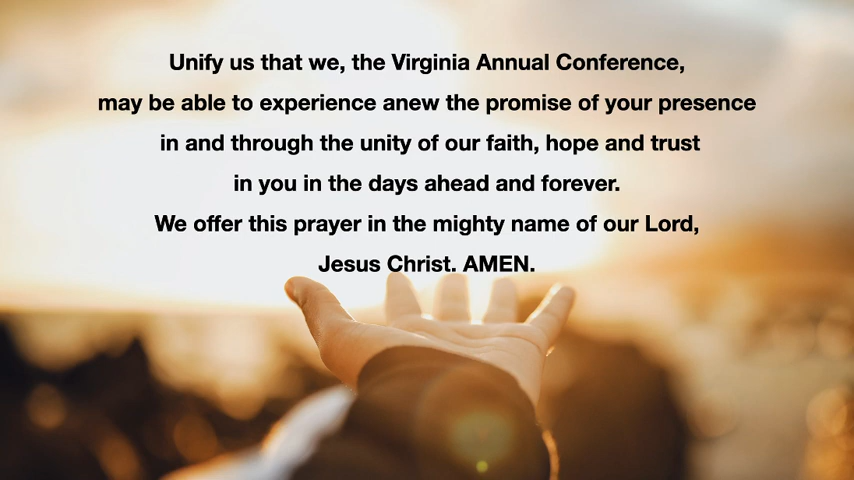 Unify us that we, the Virginia Annual Conference,
may be able to experience anew the promise of your presence
in and through the unity of our faith, hope and trust
in you in the days ahead and forever.
We offer this prayer in the mighty name of our Lord,
Jesus Christ. AMEN.